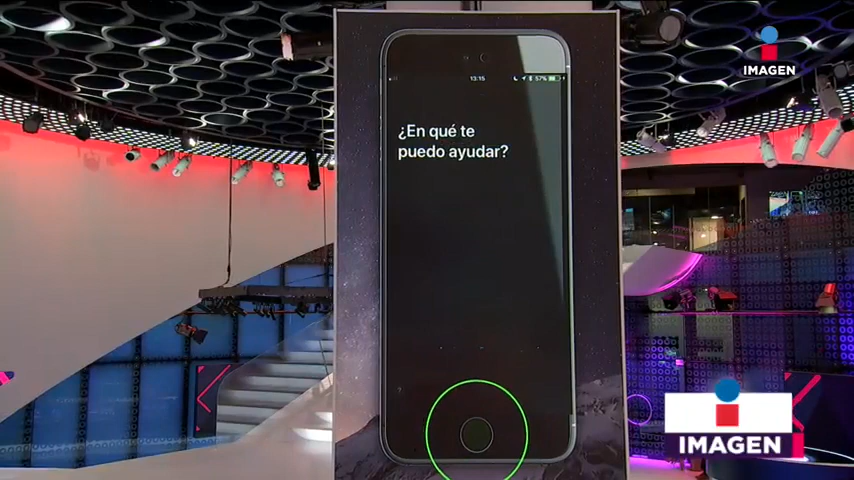 IMAGEN
13:15
57%
¿En qué te
puedo ayudar?
IMAGEN